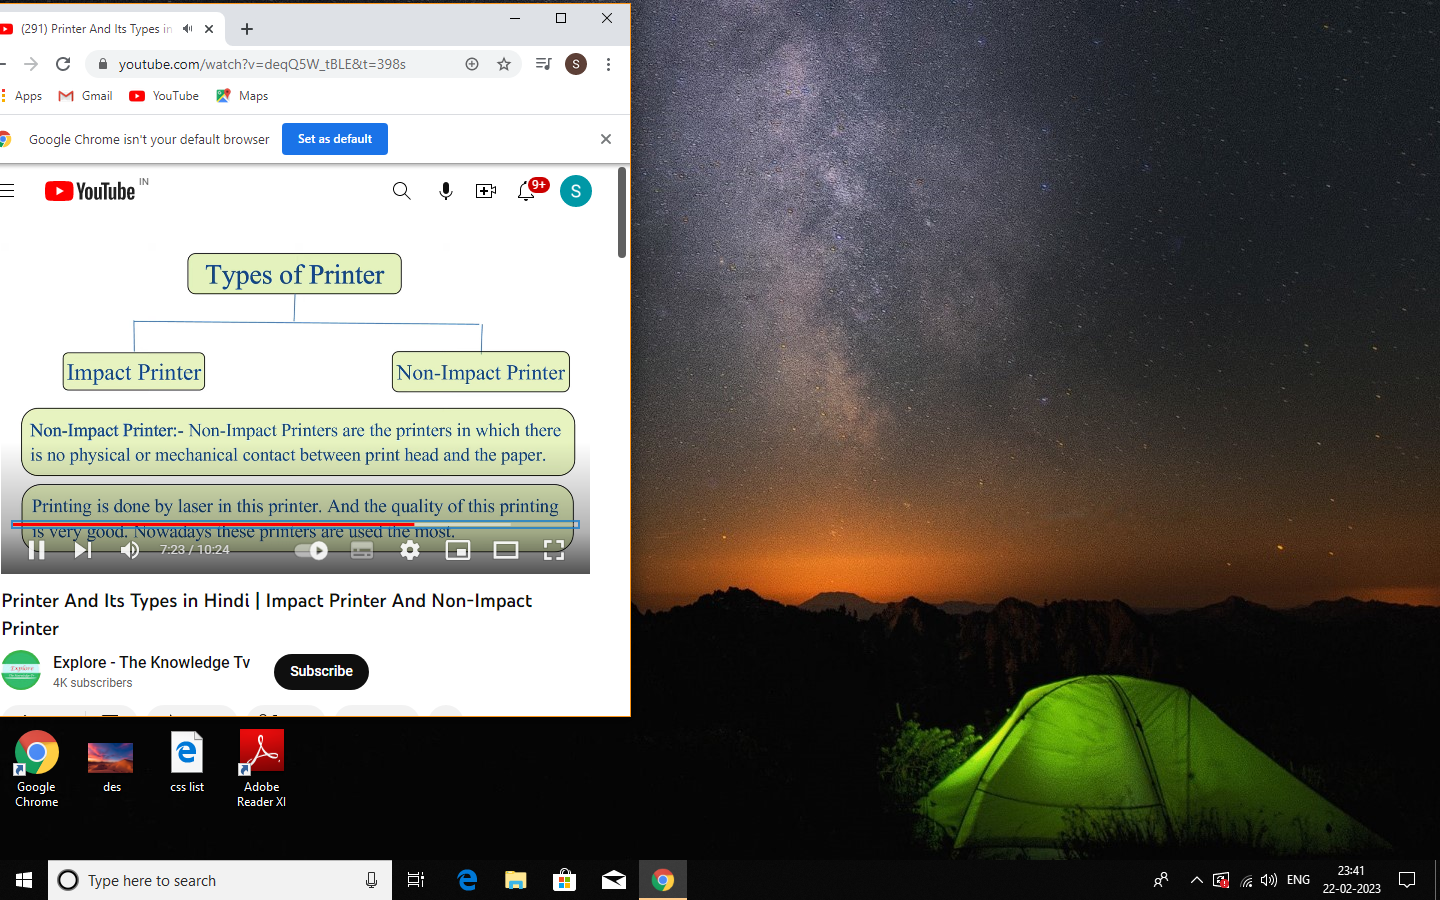 (291) Printer And Its Types in
youtube.com/watch?v=deqQ5W_tBLE&t=398s
S
Apps
Gmail
YouTube
Maps
Google Chrome isn't your default browser
Set as default
YouTube IN
9+
S
Types of Printer
Impact Printer
Non-Impact Printer
Non-Impact Printer:- Non-Impact Printers are the printers in which there
is no physical or mechanical contact between print head and the paper.
Printing is done by laser in this printer. And the quality of this printing
is very good. Nowadays these printers are used the most.
7:23 / 10:24
Printer And Its Types in Hindi | Impact Printer And Non-Impact
Printer
Explore - The Knowledge Tv
4K subscribers
Subscribe
Google
Chrome
des
css list
Adobe
Reader XI
Type here to search
ENG
23:41
22-02-2023